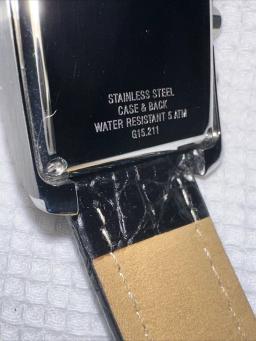 STAINLESS STEEL
CASE & BACK
WATER RESISTANT 5 ATM
G15.211